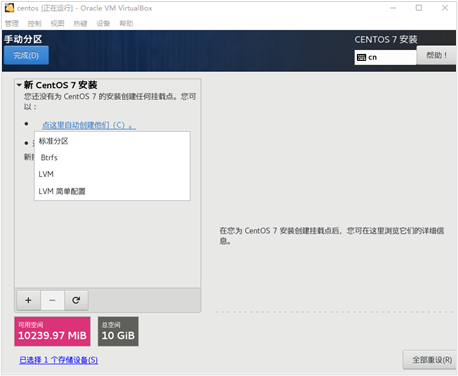 centos [正在运行] - Oracle VM VirtualBox
管理 控制 视图 热键 设备 帮助
手动分区
CENTOS 7 安装
完成(D)
cn
帮助！
新 CentOS 7 安装
您还没有为 CentOS 7 的安装创建任何挂载点。您可
以：
点这里自动创建他们（C）。
标准分区
Btrfs
LVM
LVM 简单配置
在您为 CentOS 7 安装创建挂载点后，您可在这里浏览它们的详细信
息。
+ − 
可用空间
10239.97 MiB
总空间
10 GiB
已选择 1 个存储设备(S)
全部重设(R)